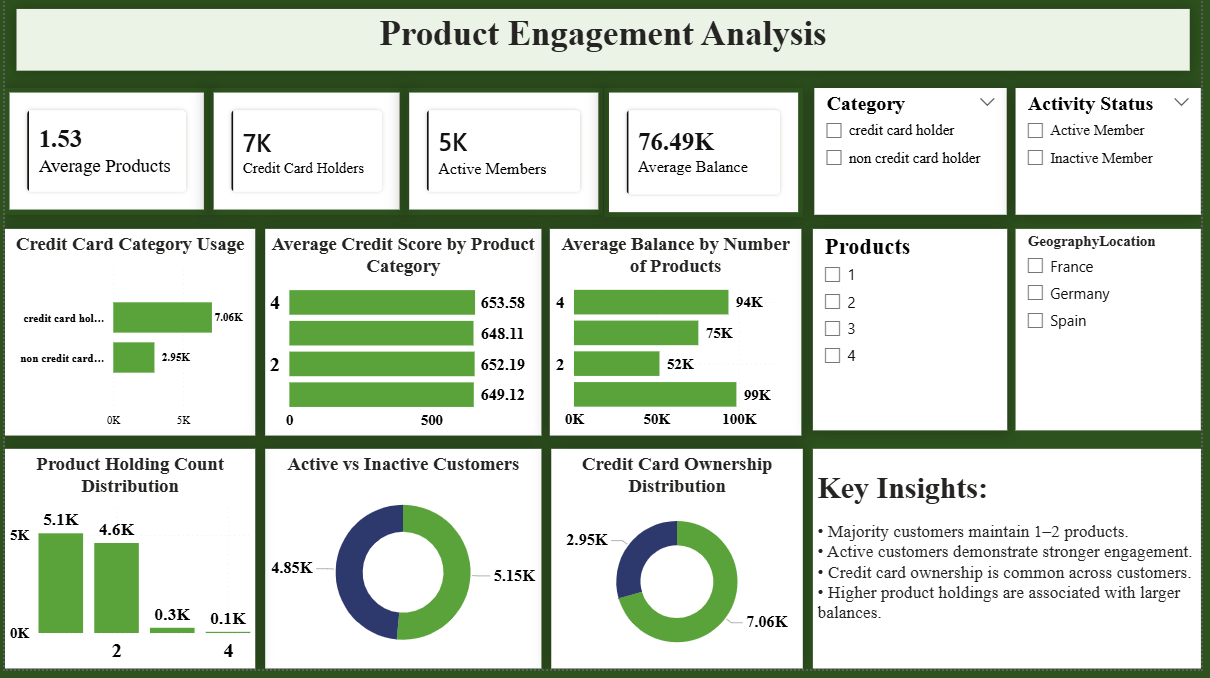 Product Engagement Analysis
1.53
Average Products
7K
Credit Card Holders
5K
Active Members
76.49K
Average Balance
Category
credit card holder
non credit card holder
Activity Status
Active Member
Inactive Member
Credit Card Category Usage
credit card hol...
7.06K
non credit card...
2.95K
0K
5K
Average Credit Score by Product
Category
4
653.58
648.11
2
652.19
649.12
0
500
Average Balance by Number
of Products
4
94K
75K
2
52K
99K
0K
50K
100K
Products
1
2
3
4
GeographyLocation
France
Germany
Spain
Product Holding Count
Distribution
5K
5.1K
4.6K
0.3K
0.1K
0K
2
4
Active vs Inactive Customers
4.85K
5.15K
Credit Card Ownership
Distribution
2.95K
7.06K
Key Insights:
• Majority customers maintain 1–2 products.
• Active customers demonstrate stronger engagement.
• Credit card ownership is common across customers.
• Higher product holdings are associated with larger
balances.